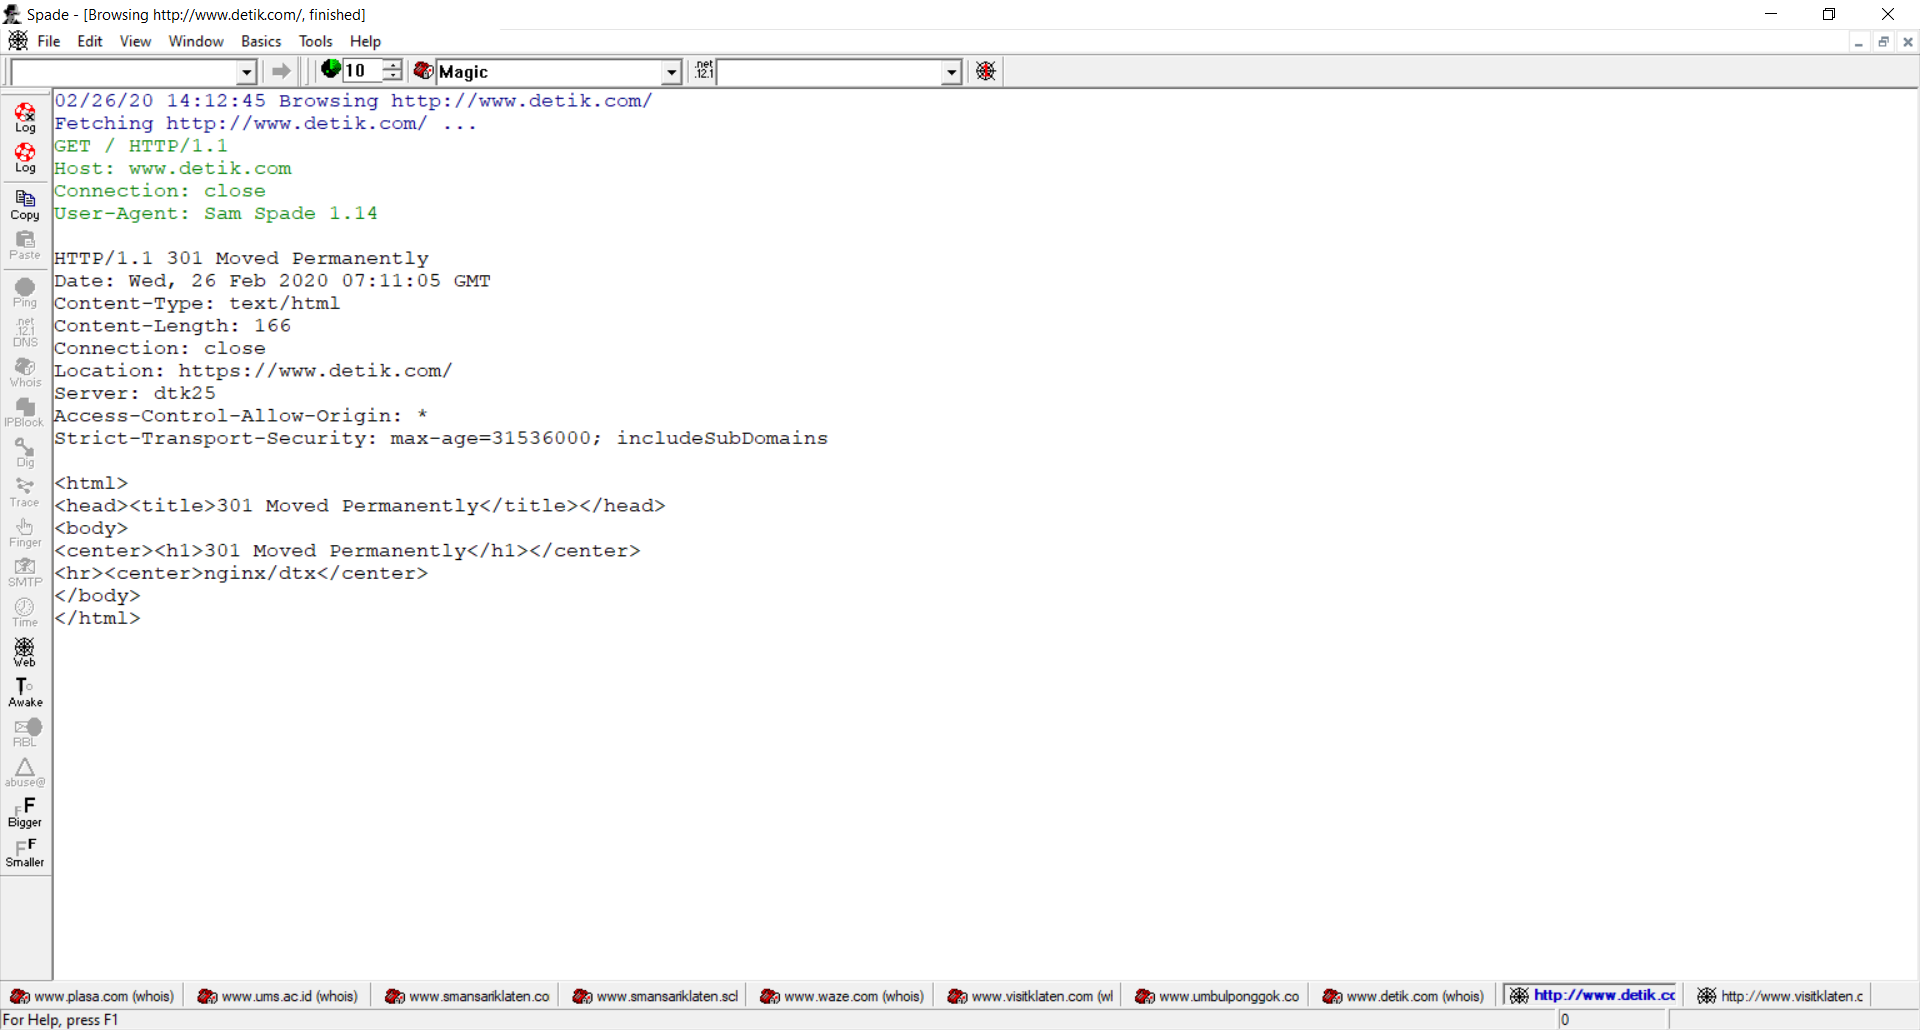 Spade - [Browsing http://www.detik.com/, finished]
File Edit View Window Basics Tools Help
10 Magic .net .12.1
Log
Log
Copy
Paste
Ping
.net
.12.1
DNS
Whois
IPBlock
Dig
Trace
Finger
SMTP
Time
Web
Awake
RBL
abuse@
Bigger
Smaller
02/26/20 14:12:45 Browsing http://www.detik.com/
Fetching http://www.detik.com/ ...
GET / HTTP/1.1
Host: www.detik.com
Connection: close
User-Agent: Sam Spade 1.14
HTTP/1.1 301 Moved Permanently
Date: Wed, 26 Feb 2020 07:11:05 GMT
Content-Type: text/html
Content-Length: 166
Connection: close
Location: https://www.detik.com/
Server: dtk25
Access-Control-Allow-Origin: *
Strict-Transport-Security: max-age=31536000; includeSubDomains
<html>
<head><title>301 Moved Permanently</title></head>
<body>
<center><h1>301 Moved Permanently</h1></center>
<hr><center>nginx/dtx</center>
</body>
</html>
www.plasa.com (whois) www.ums.ac.id (whois) www.smansariklaten.co www.smansariklaten.scl www.waze.com (whois) www.visitklaten.com (wl www.umbulponggok.co www.detik.com (whois) http://www.detik.cc http://www.visitklaten.c
For Help, press F1 0